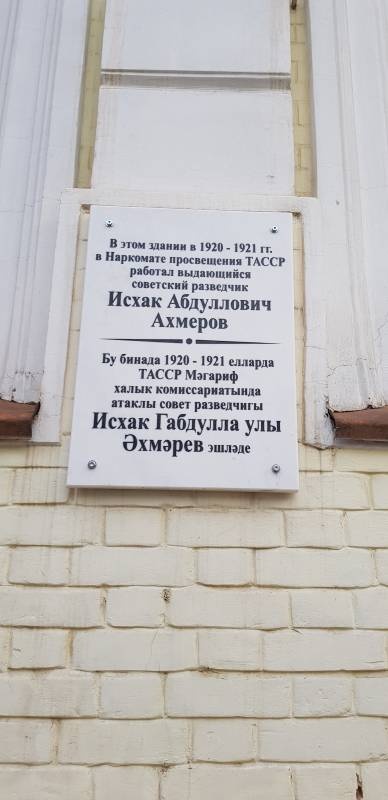 В этом здании в 1920 - 1921 гг.
в Наркомате просвещения ТАССР
работал выдающийся
советский разведчик
Исхак Абдуллович
Ахмеров
Бу бинада 1920 - 1921 елларда
ТАССР Мәгариф
халык комиссариатында
атаклы совет разведчигы
Исхак Габдулла улы
Әхмәрев эшләде